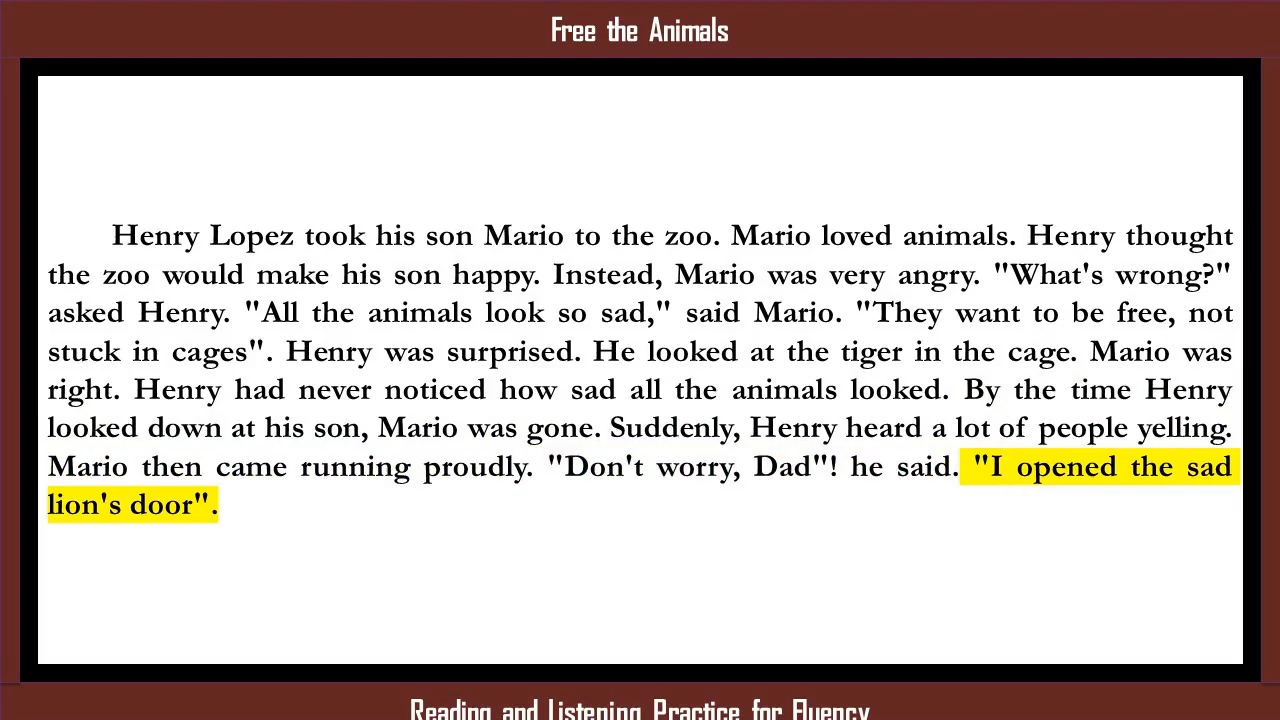 Free the Animals
Henry Lopez took his son Mario to the zoo. Mario loved animals. Henry thought
the zoo would make his son happy. Instead, Mario was very angry. "What's wrong?"
asked Henry. "All the animals look so sad," said Mario. "They want to be free, not
stuck in cages". Henry was surprised. He looked at the tiger in the cage. Mario was
right. Henry had never noticed how sad all the animals looked. By the time Henry
looked down at his son, Mario was gone. Suddenly, Henry heard a lot of people yelling.
Mario then came running proudly. "Don't worry, Dad"! he said. "I opened the sad
lion's door".
Reading and Listening Practice for Fluency